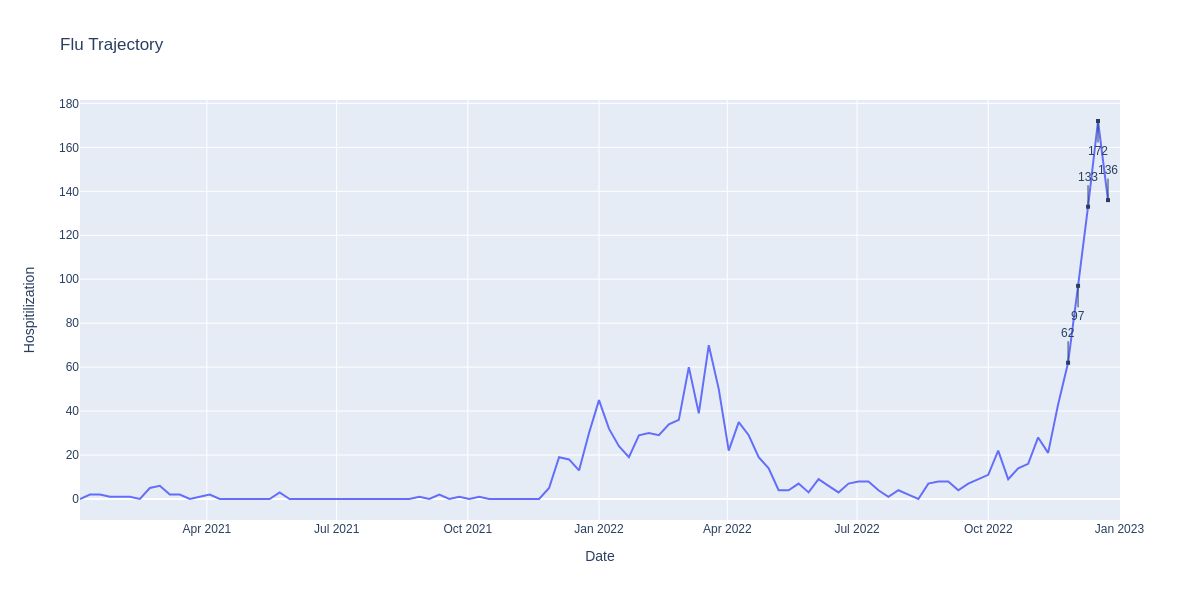 Flu Trajectory
180
160
140
120
100
80
60
40
20
0
Hospitilization
172
133
136
97
62
Apr 2021
Jul 2021
Oct 2021
Jan 2022
Apr 2022
Jul 2022
Oct 2022
Jan 2023
Date